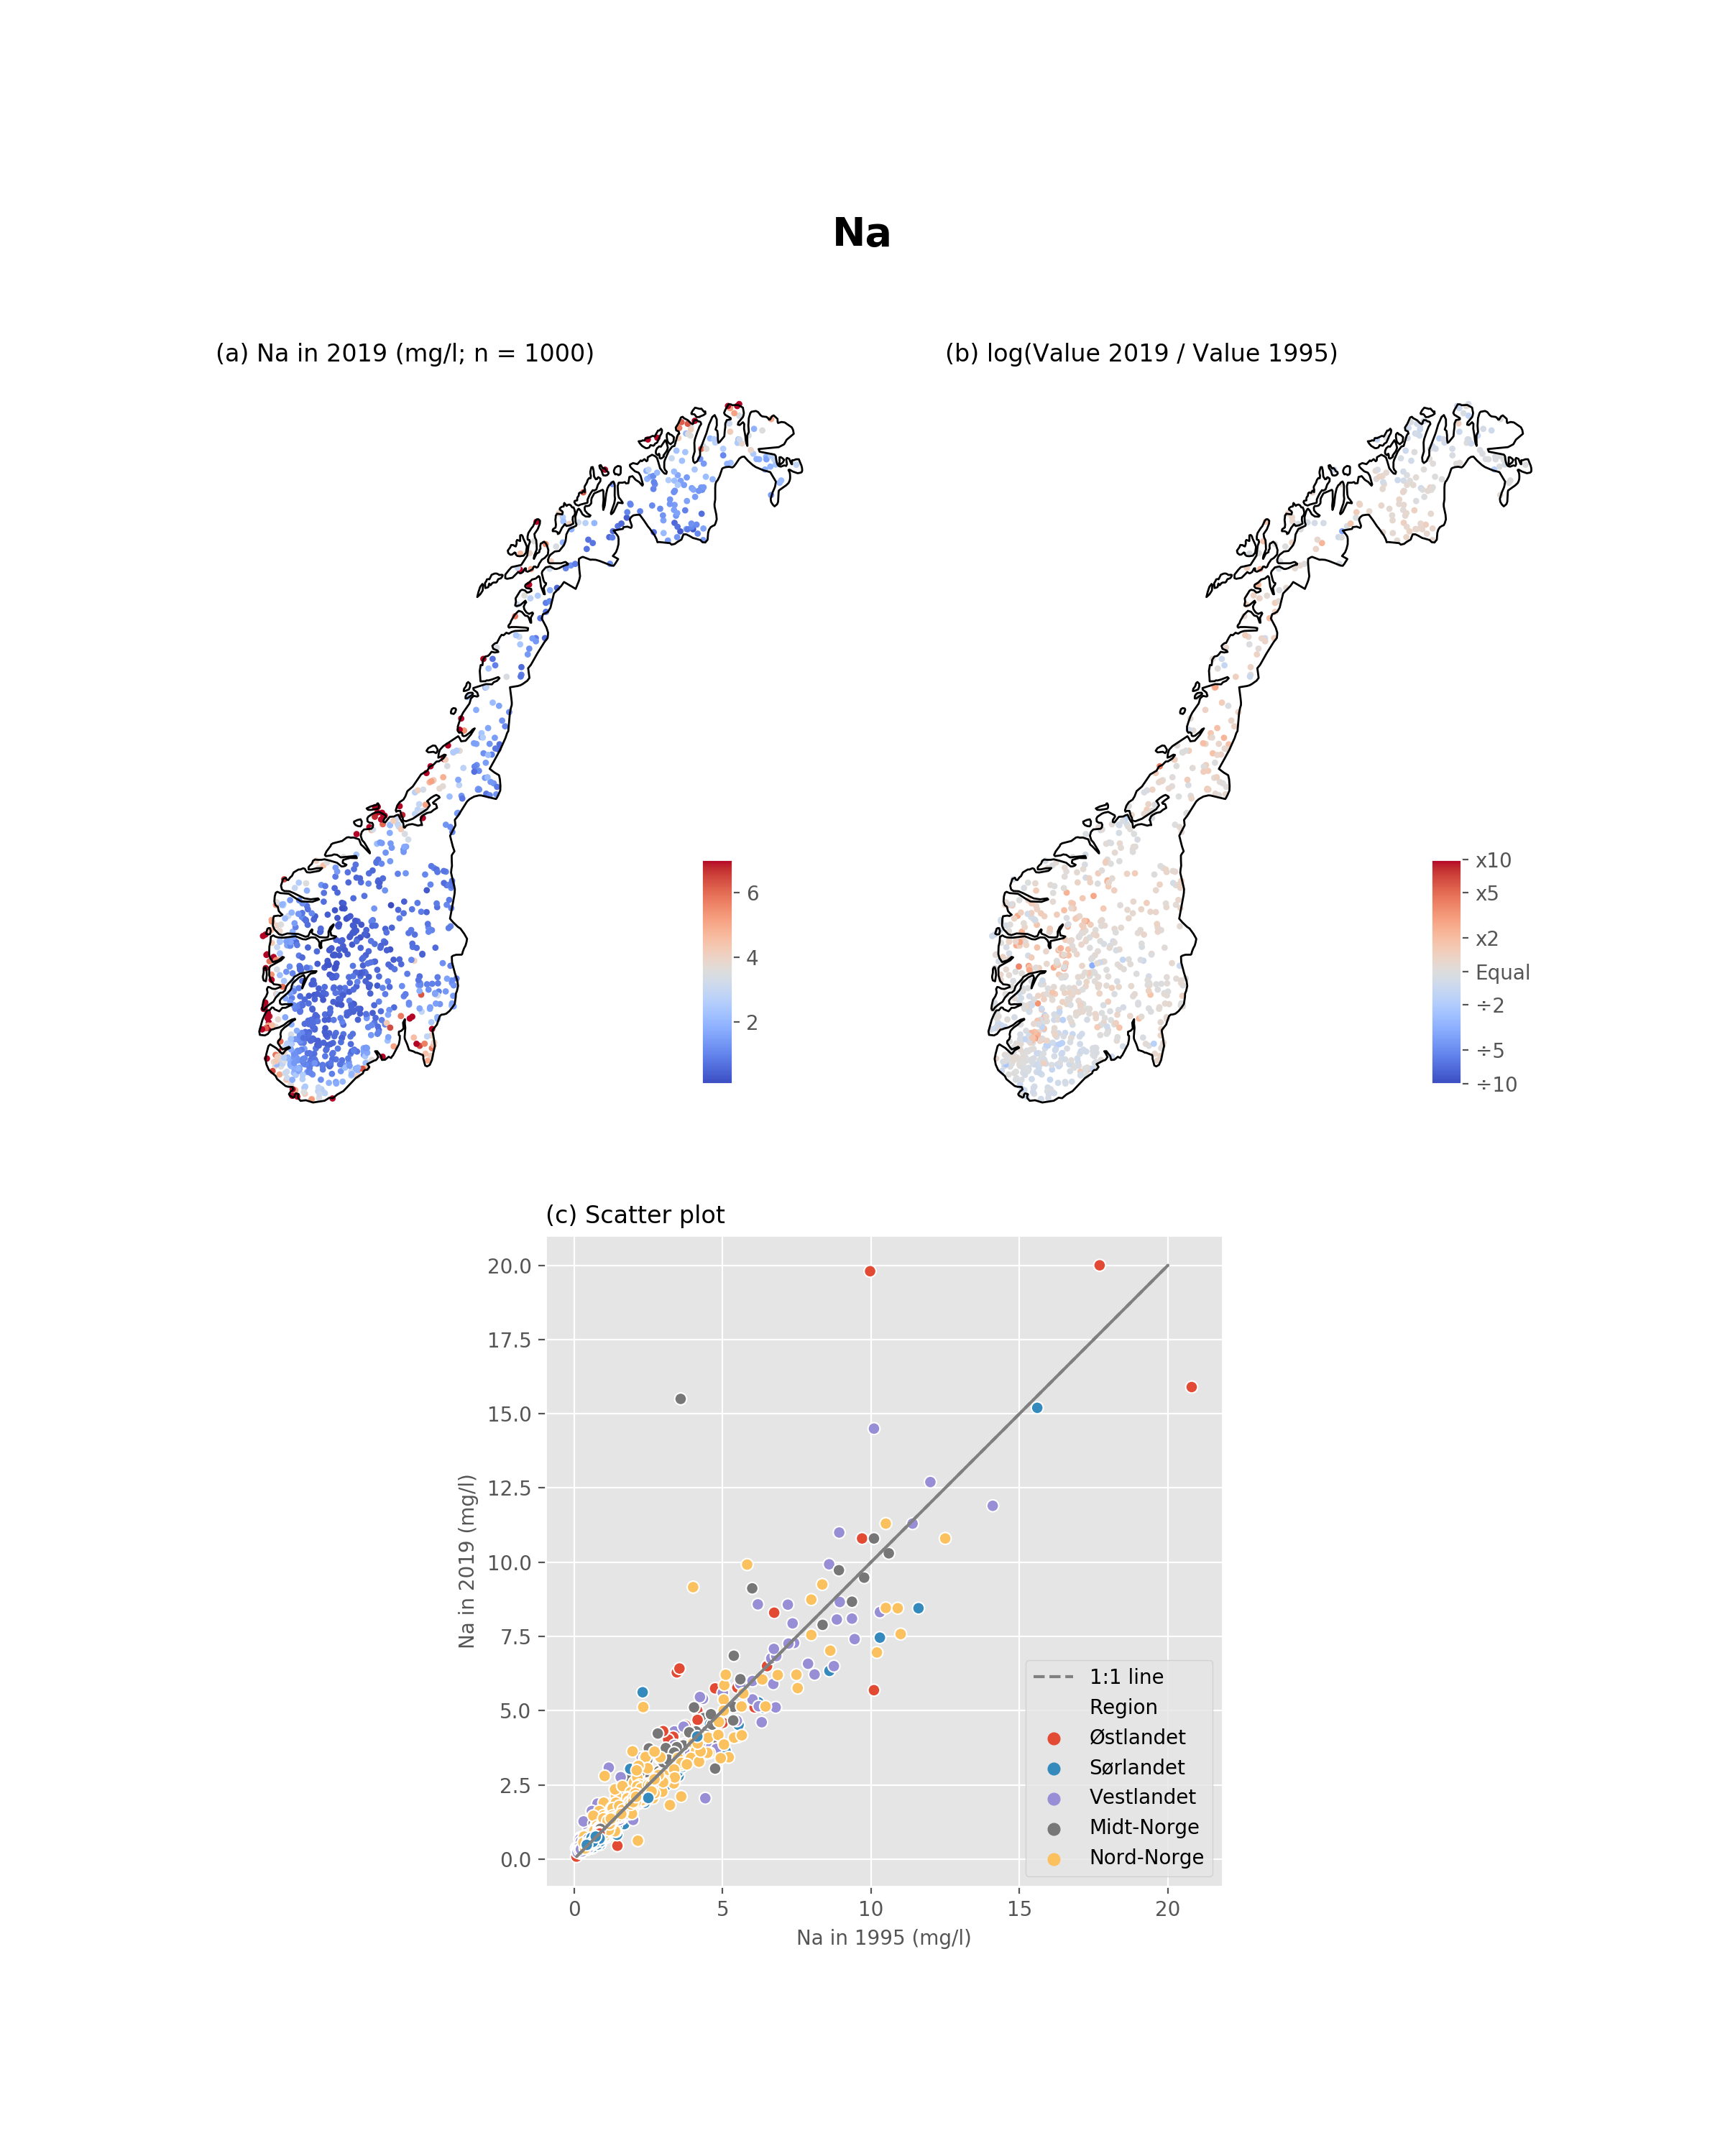 Na
(a) Na in 2019 (mg/l; n = 1000)
6
4
2
(b) log(Value 2019 / Value 1995)
x10
x5
x2
Equal
÷2
÷5
÷10
(c) Scatter plot
20.0
17.5
15.0
12.5
10.0
7.5
5.0
2.5
0.0
Na in 2019 (mg/l)
0
5
10
15
20
Na in 1995 (mg/l)
1:1 line
Region
Østlandet
Sørlandet
Vestlandet
Midt-Norge
Nord-Norge